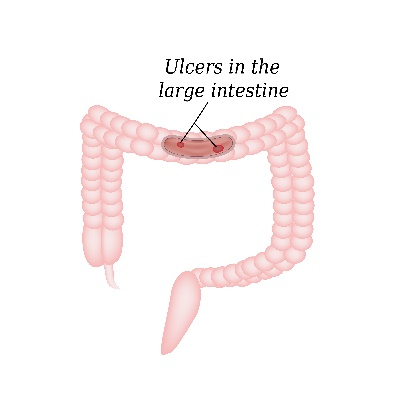 Ulcers in the
large intestine